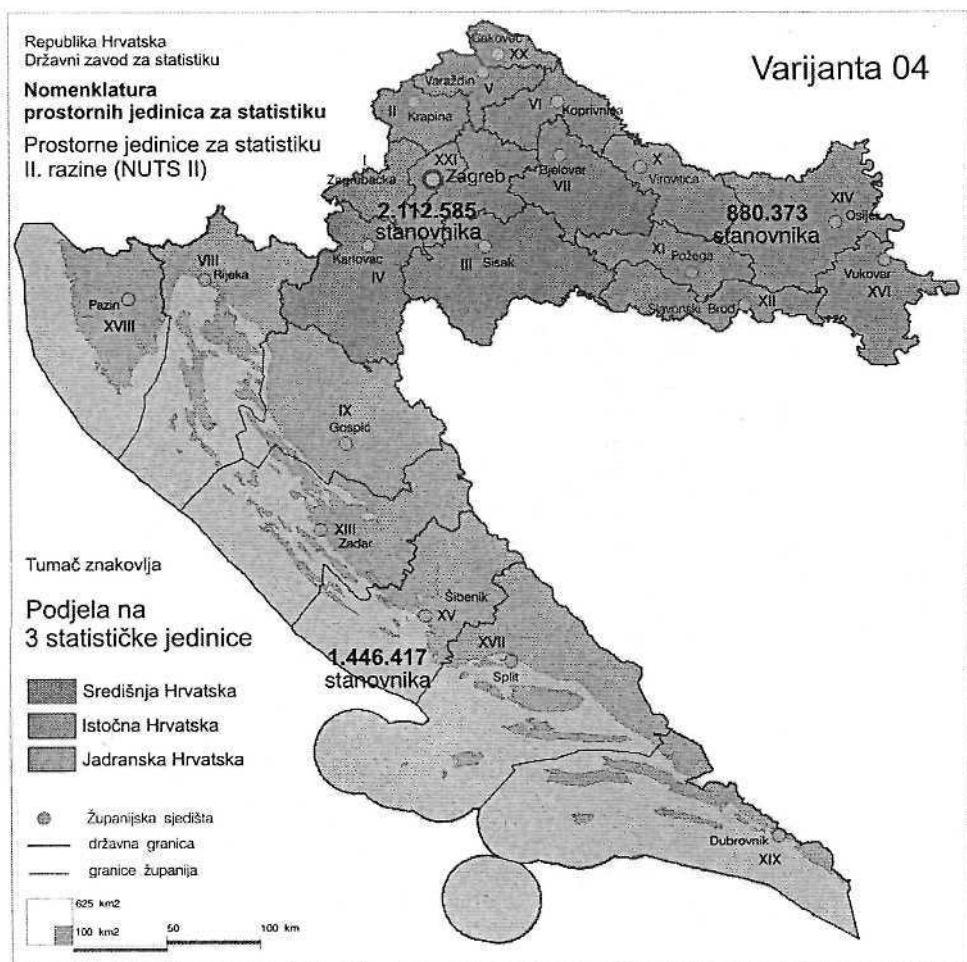 Republika Hrvatska
Državni zavod za statistiku
Nomenklatura
prostornih jedinica za statistiku
Prostorne jedinice za statistiku
II. razine (NUTS II)
Varijanta 04
Čakovec
XX
Varaždin
V
II
Krapina
VI
Koprivnica
I
Zagrebačka
XXI
Zagreb
Bjelovar
VII
X
Virovitica
XIV
Osijek
2.112.585
stanovnika
880.373
stanovnika
Karlovac
IV
III
Sisak
XI
Požega
Slavonski Brod
XII
Vukovar
XVI
VIII
Rijeka
Pazin
XVIII
IX
Gospić
XIII
Zadar
Šibenik
XV
XVII
Split
1.446.417
stanovnika
Dubrovnik
XIX
Tumač znakovlja
Podjela na
3 statističke jedinice
Središnja Hrvatska
Istočna Hrvatska
Jadranska Hrvatska
Županijska sjedišta
državna granica
granice županija
625 km2
100 km2
50
100 km